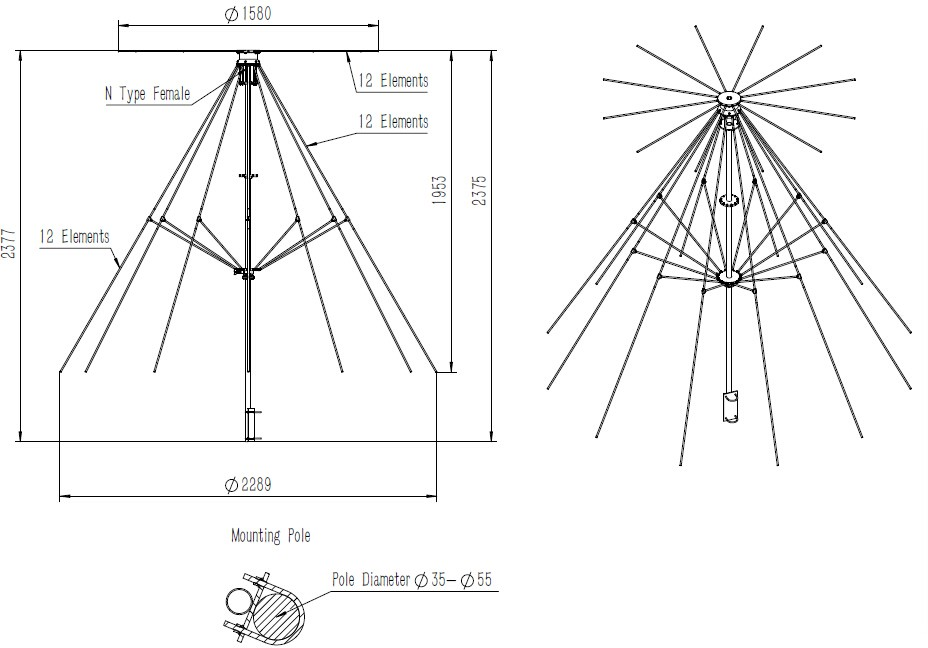 Ø1580
12 Elements
N Type Female
12 Elements
1953
2375
2377
12 Elements
Ø2289
Mounting Pole
Pole Diameter Ø35-Ø55